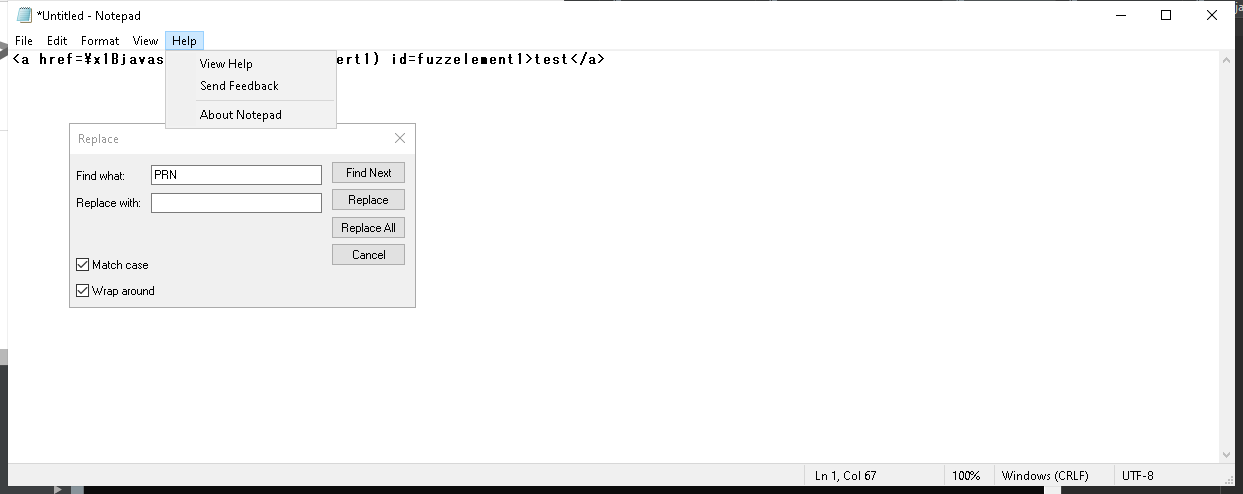 *Untitled - Notepad
File Edit Format View Help
<a href=¥x1Bjavas ert1) id=fuzzelement1>test</a>
View Help
Send Feedback
About Notepad
Replace
Find what: PRN Find Next
Replace with: Replace
Replace All
Cancel
Match case
Wrap around
Ln 1, Col 67 100% Windows (CRLF) UTF-8